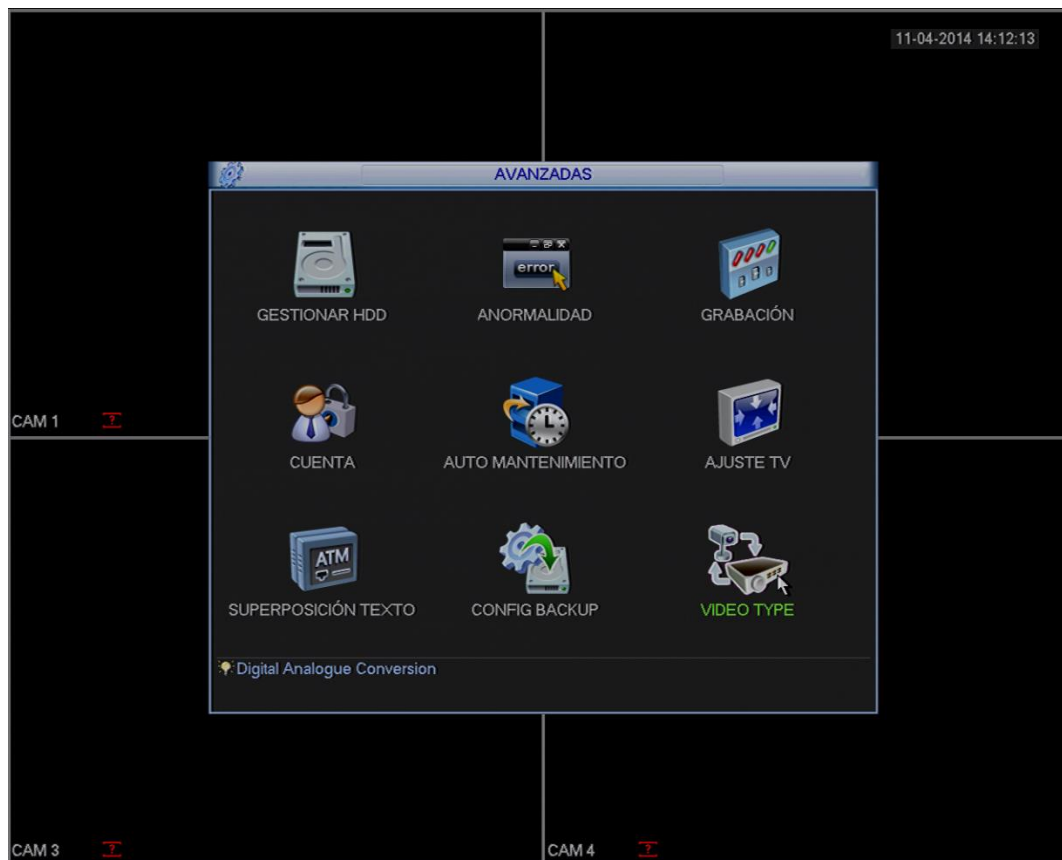 11-04-2014 14:12:13
AVANZADAS
error
GESTIONAR HDD
ANORMALIDAD
GRABACIÓN
CAM 1
?
CUENTA
AUTO MANTENIMIENTO
AJUSTE TV
ATM
SUPERPOSICIÓN TEXTO
CONFIG BACKUP
VIDEO TYPE
Digital Analogue Conversion
CAM 3
?
CAM 4
?